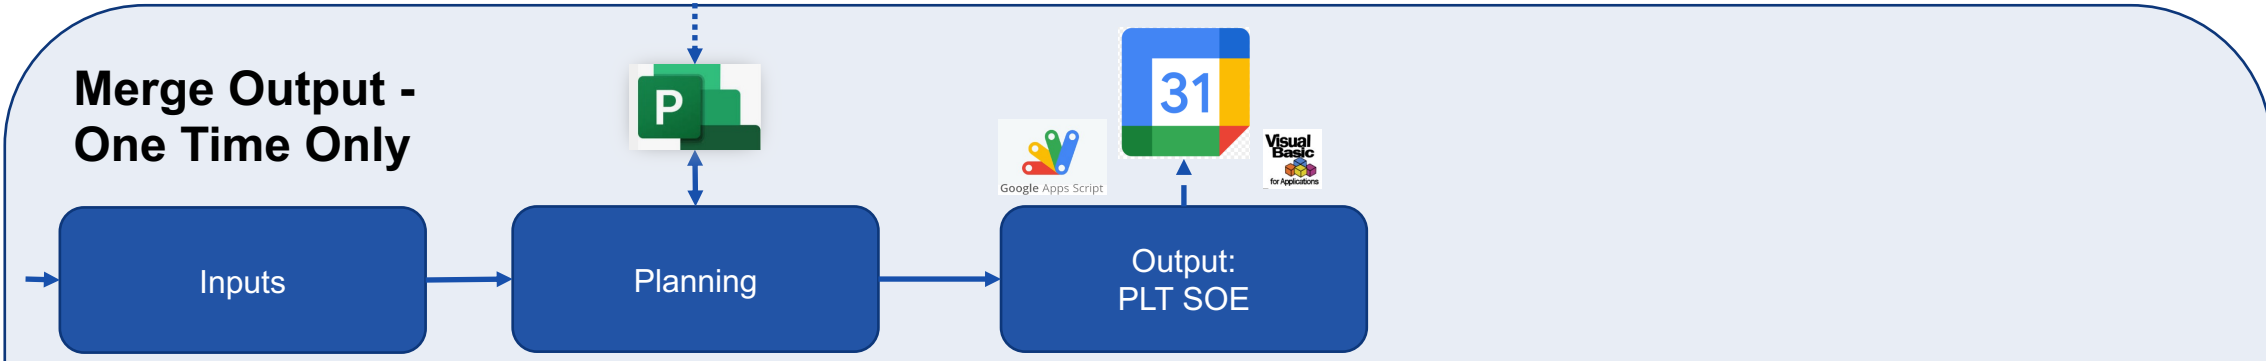 Merge Output -
One Time Only
P
31
Google Apps Script
Visual
Basic
for Applications
Inputs
Planning
Output:
PLT SOE